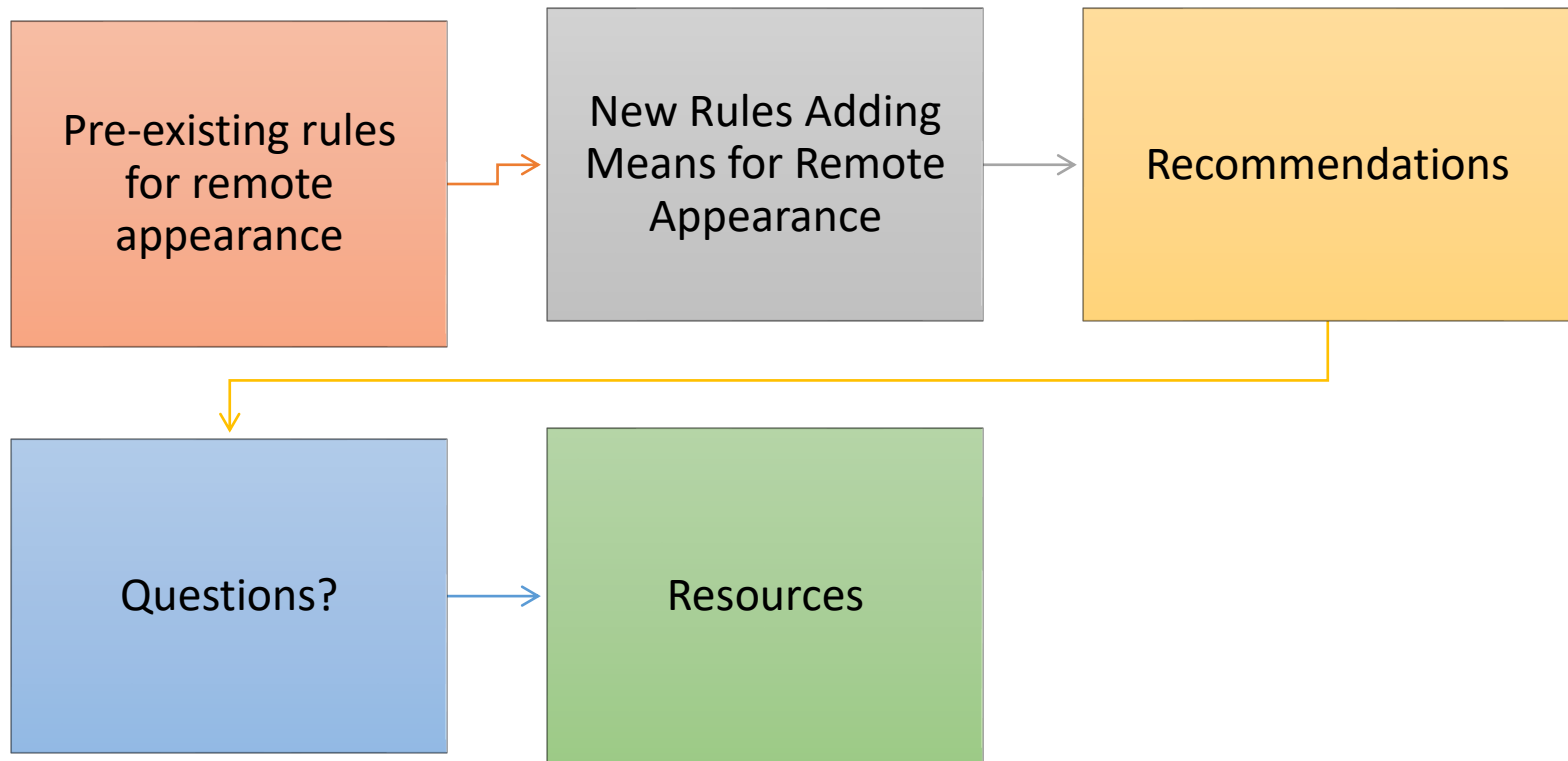 Pre-existing rules
for remote
appearance
New Rules Adding
Means for Remote
Appearance
Recommendations
Questions?
Resources